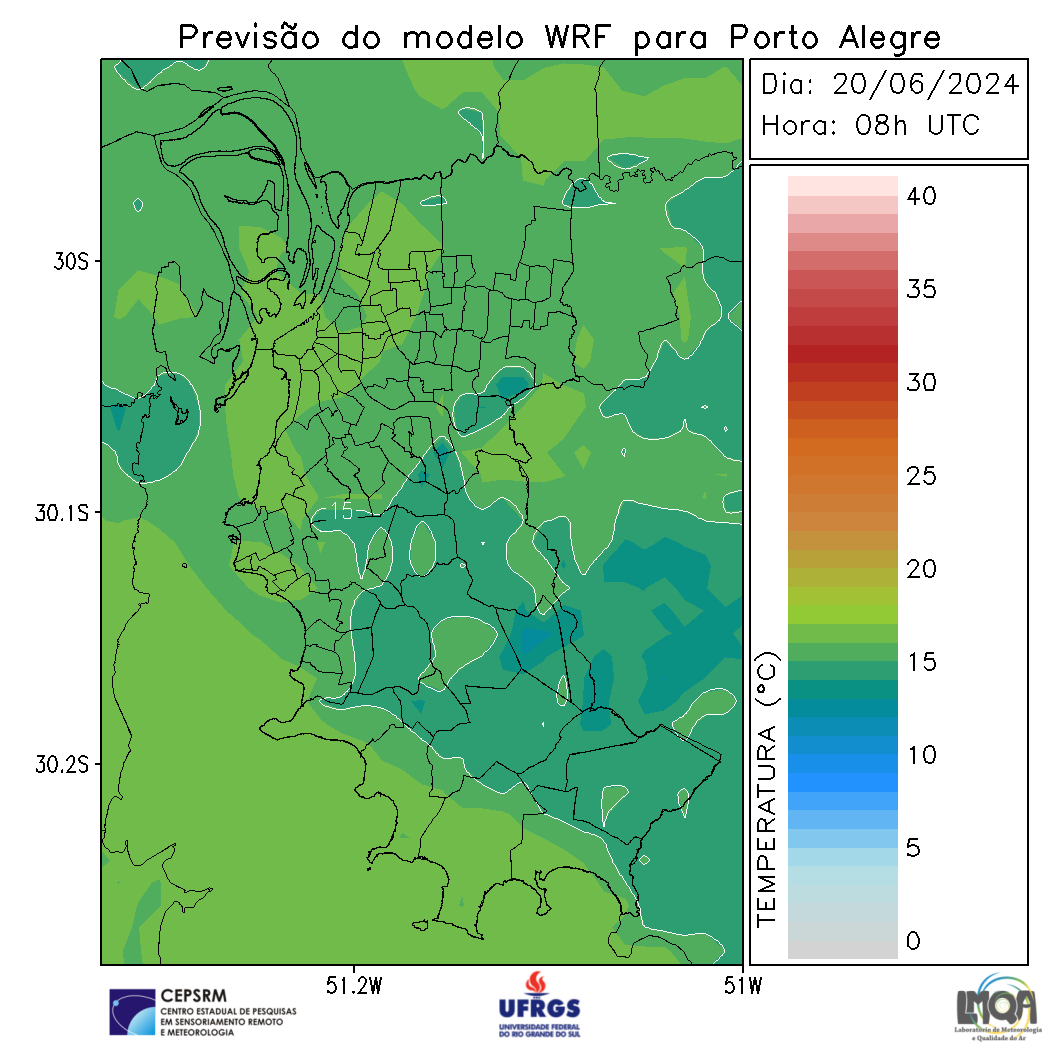 Previsão do modelo WRF para Porto Alegre
Dia: 20/06/2024
Hora: 08h UTC
40
35
30
25
20
15
10
5
0
TEMPERATURA (°C)
30S
30.1S
30.2S
15
51.2W
51W
CEPSRM
CENTRO ESTADUAL DE PESQUISAS
EM SENSORIAMENTO REMOTO
E METEOROLOGIA
UFRGS
UNIVERSIDADE FEDERAL
DO RIO GRANDE DO SUL
LMQA
Laboratório de Meteorologia
e Qualidade do Ar